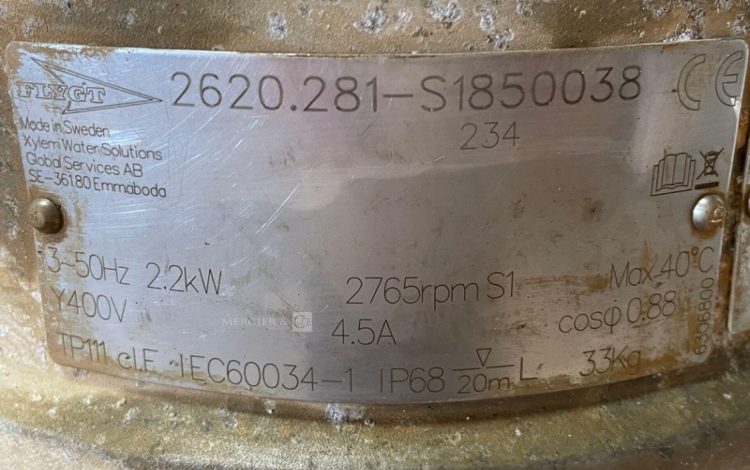 FLYGT
2620.281-S1850038
CE
234
Made in Sweden
Xylem Water Solutions
Global Services AB
SE-36180 Emmaboda
3~50Hz 2.2kW
2765rpm S1
Max.40°C
Y400V
4.5A
cosφ 0.88
TP111 cl.F IEC60034-1 IP68 ▽ 20m L 33Kg
6306800
MERCIER &